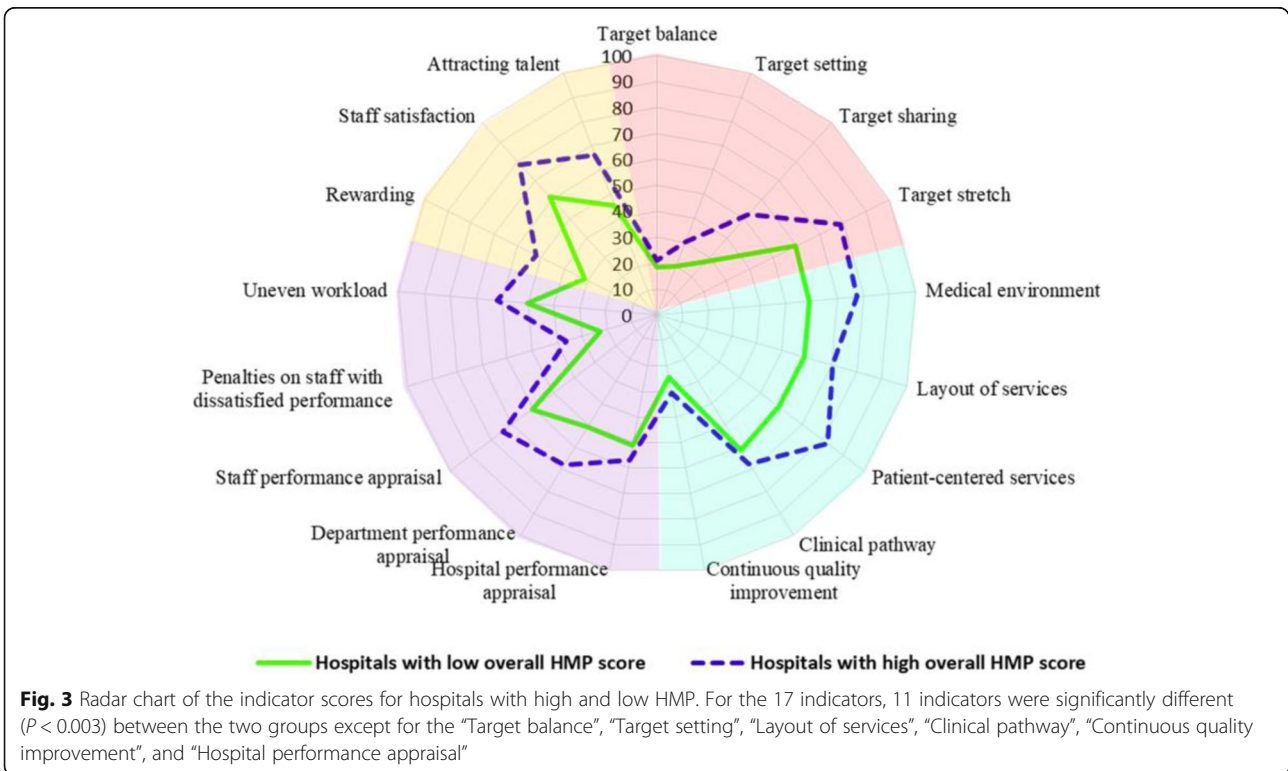 Target balance
Target setting
Target sharing
Target stretch
Medical environment
Layout of services
Patient-centered services
Clinical pathway
Continuous quality
improvement
Hospital performance
appraisal
Department performance
appraisal
Staff performance appraisal
Penalties on staff with
dissatisfied performance
Uneven workload
Rewarding
Staff satisfaction
Attracting talent
100
90
80
70
60
50
40
30
20
10
0
Hospitals with low overall HMP score
Hospitals with high overall HMP score
Fig. 3 Radar chart of the indicator scores for hospitals with high and low HMP. For the 17 indicators, 11 indicators were significantly different
(P < 0.003) between the two groups except for the “Target balance”, “Target setting”, “Layout of services”, “Clinical pathway”, “Continuous quality
improvement”, and “Hospital performance appraisal”